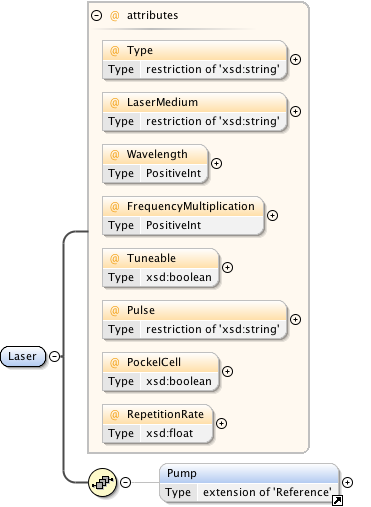 @ attributes
@ Type
Type restriction of 'xsd:string'
@ LaserMedium
Type restriction of 'xsd:string'
@ Wavelength
Type PositiveInt
@ FrequencyMultiplication
Type PositiveInt
@ Tuneable
Type xsd:boolean
@ Pulse
Type restriction of 'xsd:string'
@ PockelCell
Type xsd:boolean
@ RepetitionRate
Type xsd:float
Laser
Pump
Type extension of 'Reference'